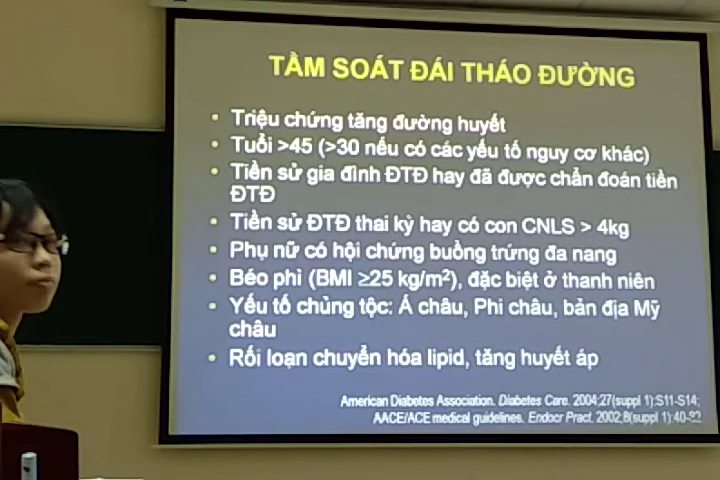 TẦM SOÁT ĐÁI THÁO ĐƯỜNG
• Triệu chứng tăng đường huyết
• Tuổi >45 (>30 nếu có các yếu tố nguy cơ khác)
• Tiền sử gia đình ĐTĐ hay đã được chẩn đoán tiền
ĐTĐ
• Tiền sử ĐTĐ thai kỳ hay có con CNLS > 4kg
• Phụ nữ có hội chứng buồng trứng đa nang
• Béo phì (BMI ≥25 kg/m²), đặc biệt ở thanh niên
• Yếu tố chủng tộc: Á châu, Phi châu, bản địa Mỹ
châu
• Rối loạn chuyển hóa lipid, tăng huyết áp
American Diabetes Association. Diabetes Care. 2004;27(suppl 1):S11-S14;
AACE/ACE medical guidelines. Endocr Pract. 2002;8(suppl 1):40-82